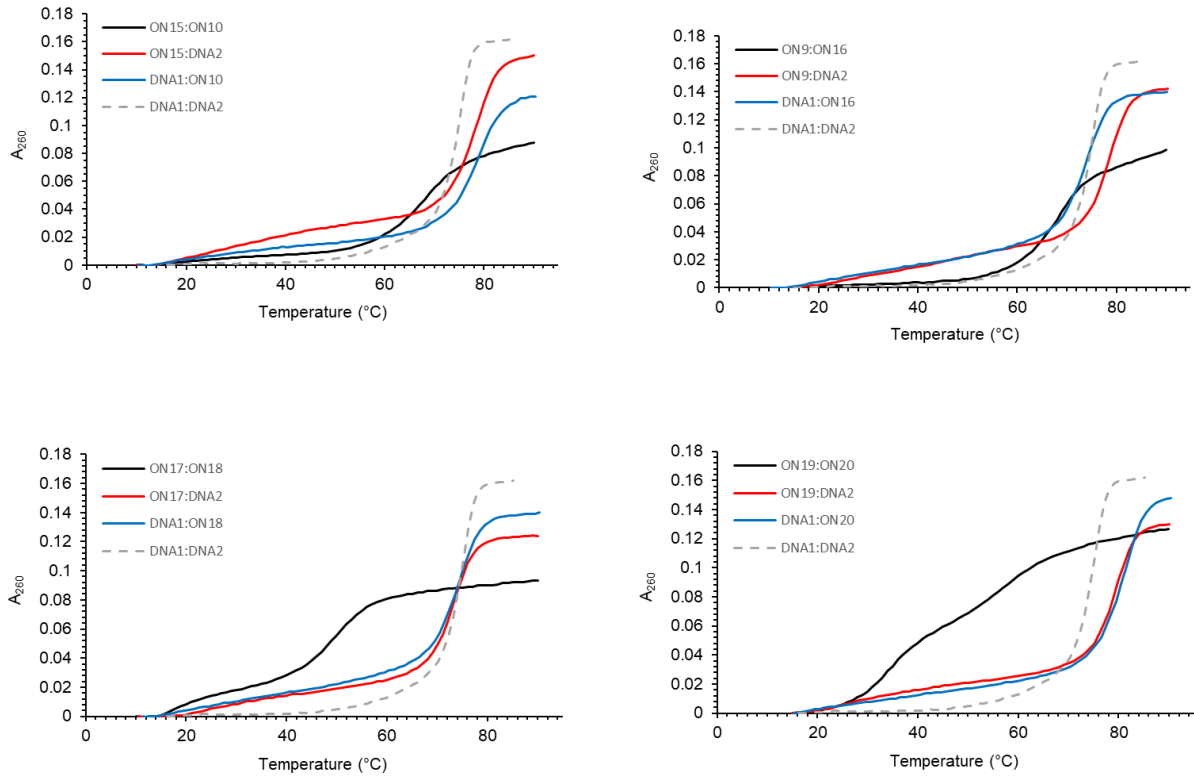 ON15:ON10
ON15:DNA2
DNA1:ON10
DNA1:DNA2
0.18
0.16
0.14
0.12
0.1
0.08
0.06
0.04
0.02
0
A260
0 20 40 60 80
Temperature (°C)
ON9:ON16
ON9:DNA2
DNA1:ON16
DNA1:DNA2
0.18
0.16
0.14
0.12
0.1
0.08
0.06
0.04
0.02
0
A260
0 20 40 60 80
Temperature (°C)
ON17:ON18
ON17:DNA2
DNA1:ON18
DNA1:DNA2
0.18
0.16
0.14
0.12
0.1
0.08
0.06
0.04
0.02
0
A260
0 20 40 60 80
Temperature (°C)
ON19:ON20
ON19:DNA2
DNA1:ON20
DNA1:DNA2
0.18
0.16
0.14
0.12
0.1
0.08
0.06
0.04
0.02
0
A260
0 20 40 60 80
Temperature (°C)